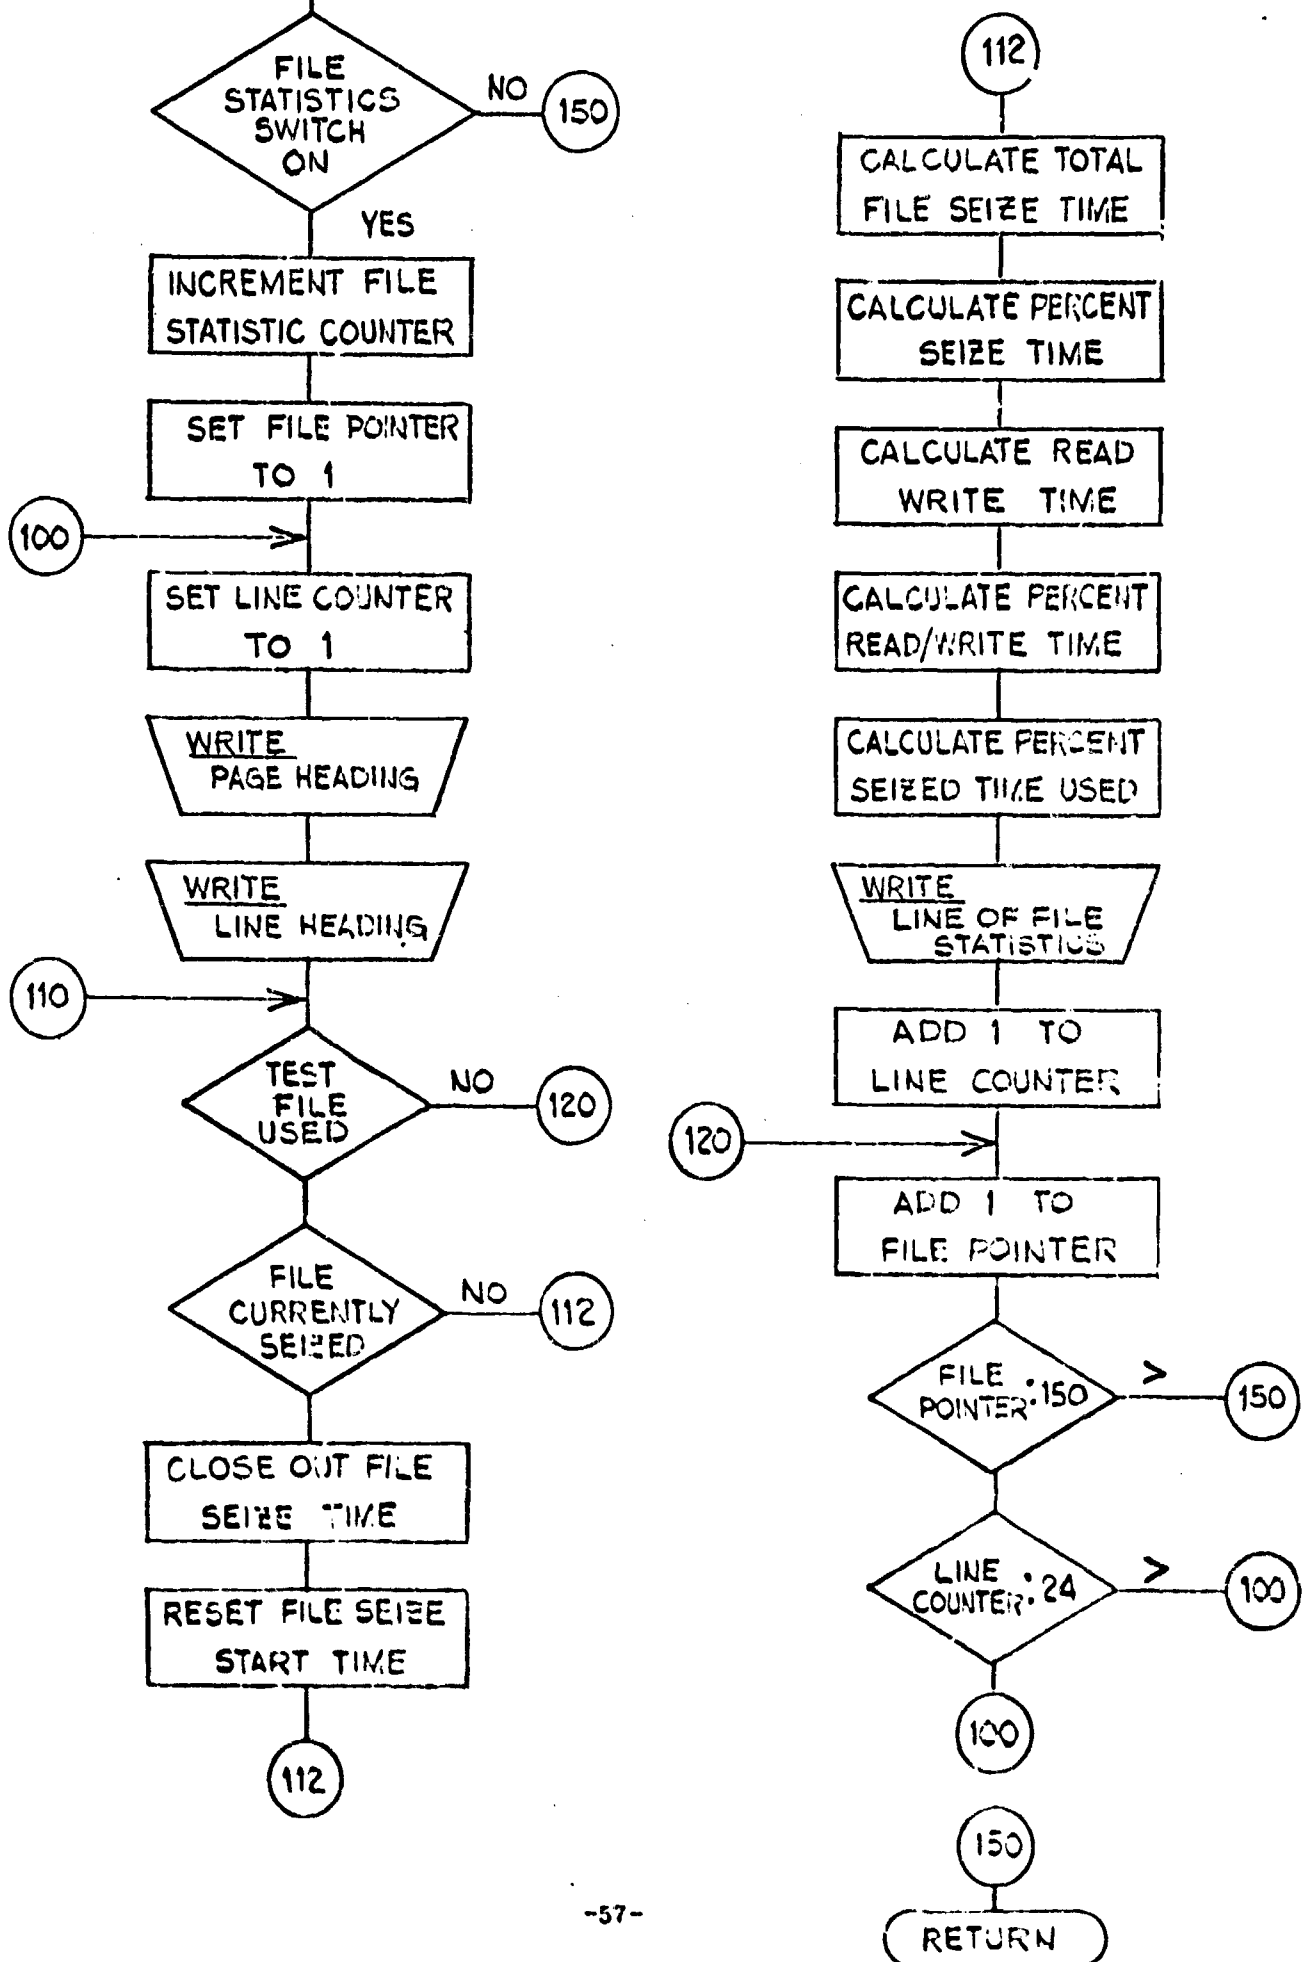 FILE
STATISTICS
SWITCH
ON
NO
150
YES
INCREMENT FILE
STATISTIC COUNTER
SET FILE POINTER
TO 1
100
SET LINE COUNTER
TO 1
WRITE
PAGE HEADING
WRITE
LINE HEADING
110
TEST
FILE
USED
NO
120
FILE
CURRENTLY
SEIZED
NO
112
CLOSE OUT FILE
SEIZE TIME
RESET FILE SEIZE
START TIME
112
112
CALCULATE TOTAL
FILE SEIZE TIME
CALCULATE PERCENT
SEIZE TIME
CALCULATE READ
WRITE TIME
CALCULATE PERCENT
READ/WRITE TIME
CALCULATE PERCENT
SEIZED TIME USED
WRITE
LINE OF FILE
STATISTICS
ADD 1 TO
LINE COUNTER
120
ADD 1 TO
FILE POINTER
FILE
POINTER:150
>
150
LINE
COUNTER:24
>
100
100
150
RETURN
-57-